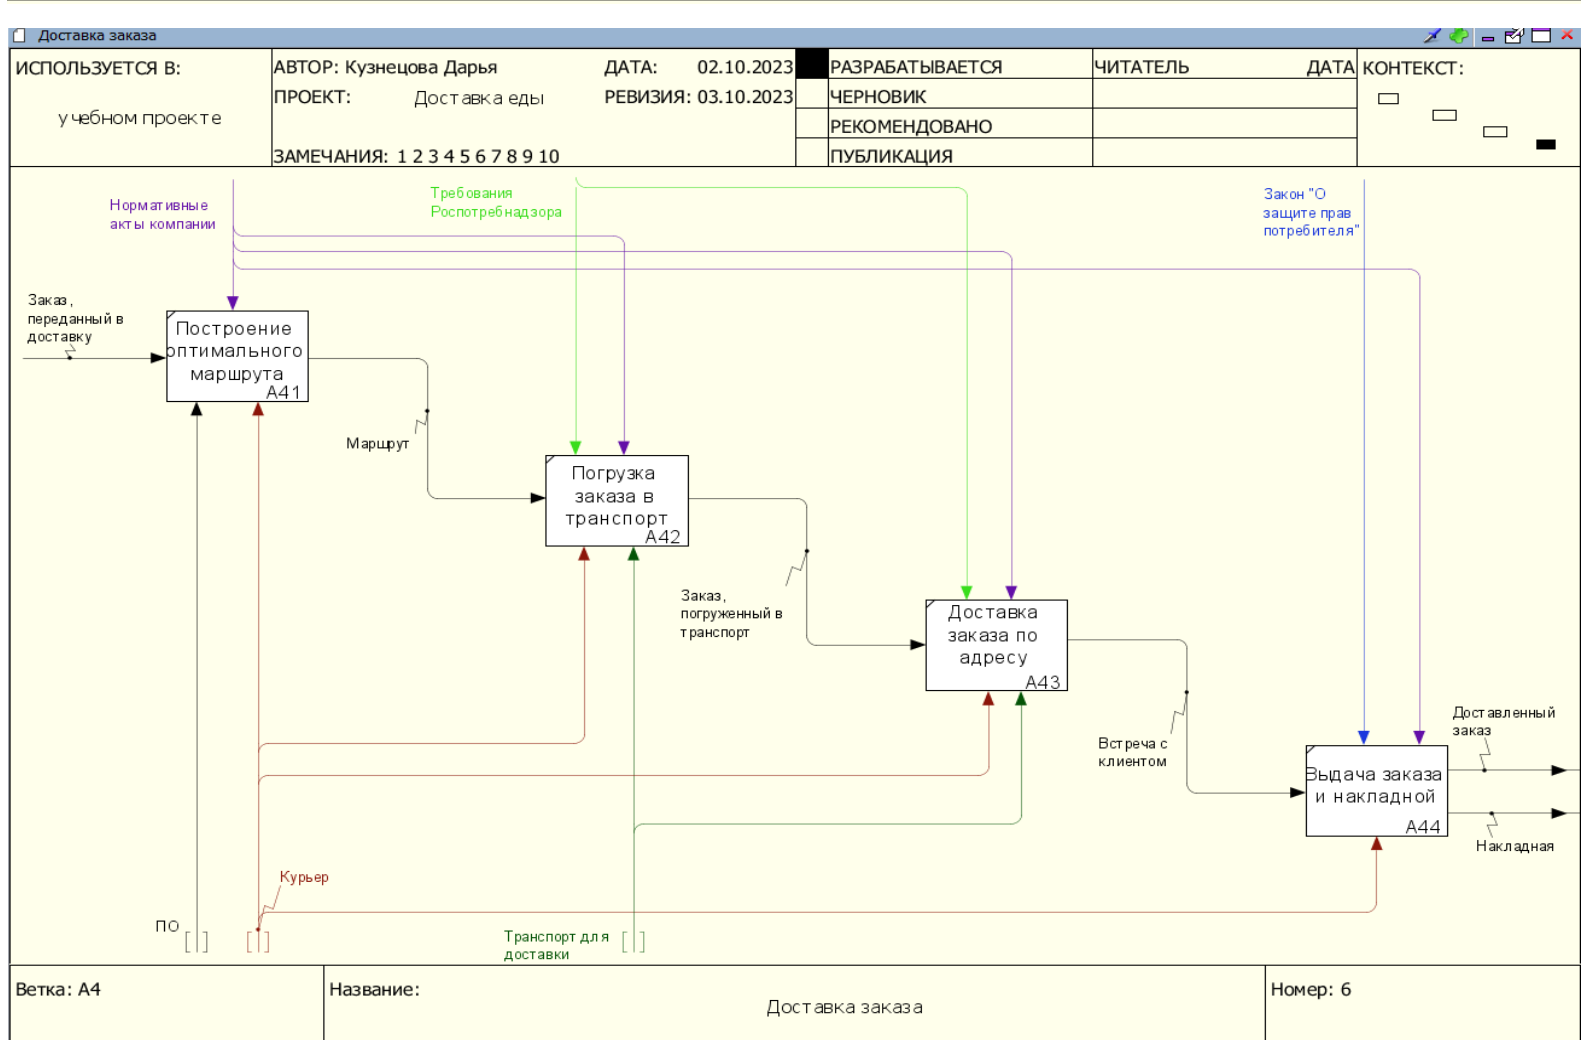 Доставка заказа
ИСПОЛЬЗУЕТСЯ В:
учебном проекте
АВТОР: Кузнецова Дарья
ДАТА: 02.10.2023
ПРОЕКТ: Доставка еды
РЕВИЗИЯ: 03.10.2023
ЗАМЕЧАНИЯ: 1 2 3 4 5 6 7 8 9 10
РАЗРАБАТЫВАЕТСЯ
ЧЕРНОВИК
РЕКОМЕНДОВАНО
ПУБЛИКАЦИЯ
ЧИТАТЕЛЬ
ДАТА
КОНТЕКСТ:
Нормативные
акты компании
Требования
Роспотребнадзора
Закон "О
защите прав
потребителя"
Заказ,
переданный в
доставку
Построение
оптимального
маршрута
A41
Маршрут
Погрузка
заказа в
транспорт
A42
Заказ,
погруженный в
транспорт
Доставка
заказа по
адресу
A43
Встреча с
клиентом
Доставленный
заказ
Выдача заказа
и накладной
A44
Накладная
Курьер
ПО
Транспорт для
доставки
Ветка: A4
Название:
Доставка заказа
Номер: 6